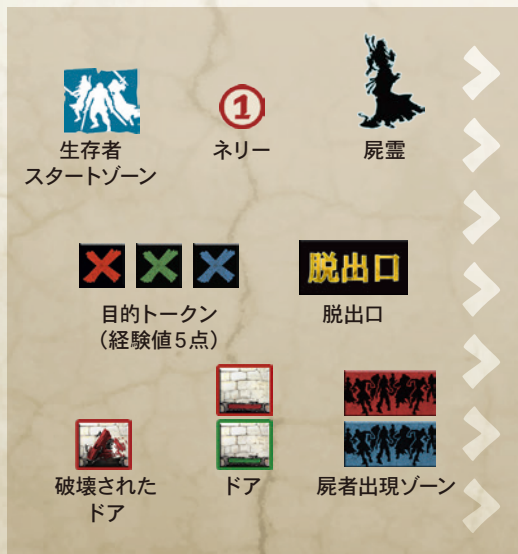 1
生存者
スタートゾーン
ネリー
屍霊
目的トークン
（経験値5点）
脱出口
脱出口
破壊された
ドア
ドア
屍者出現ゾーン